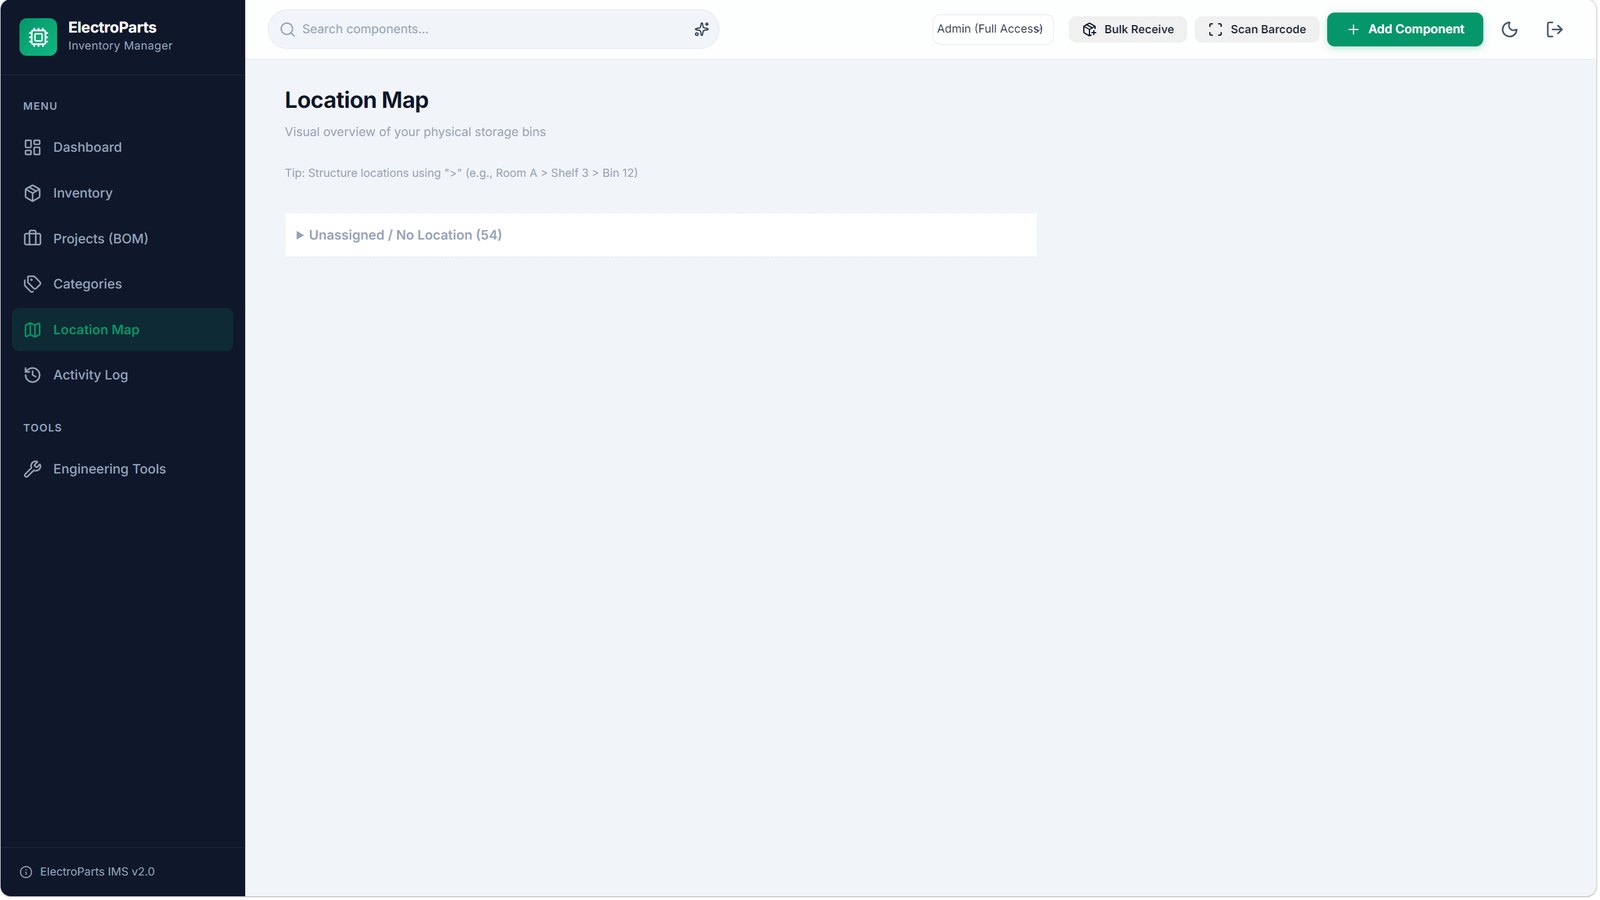 ElectroParts
Inventory Manager
MENU
Dashboard
Inventory
Projects (BOM)
Categories
Location Map
Activity Log
TOOLS
Engineering Tools
ElectroParts IMS v2.0
Search components...
Admin (Full Access)
Bulk Receive
Scan Barcode
Add Component
Location Map
Visual overview of your physical storage bins
Tip: Structure locations using ">" (e.g., Room A > Shelf 3 > Bin 12)
Unassigned / No Location (54)